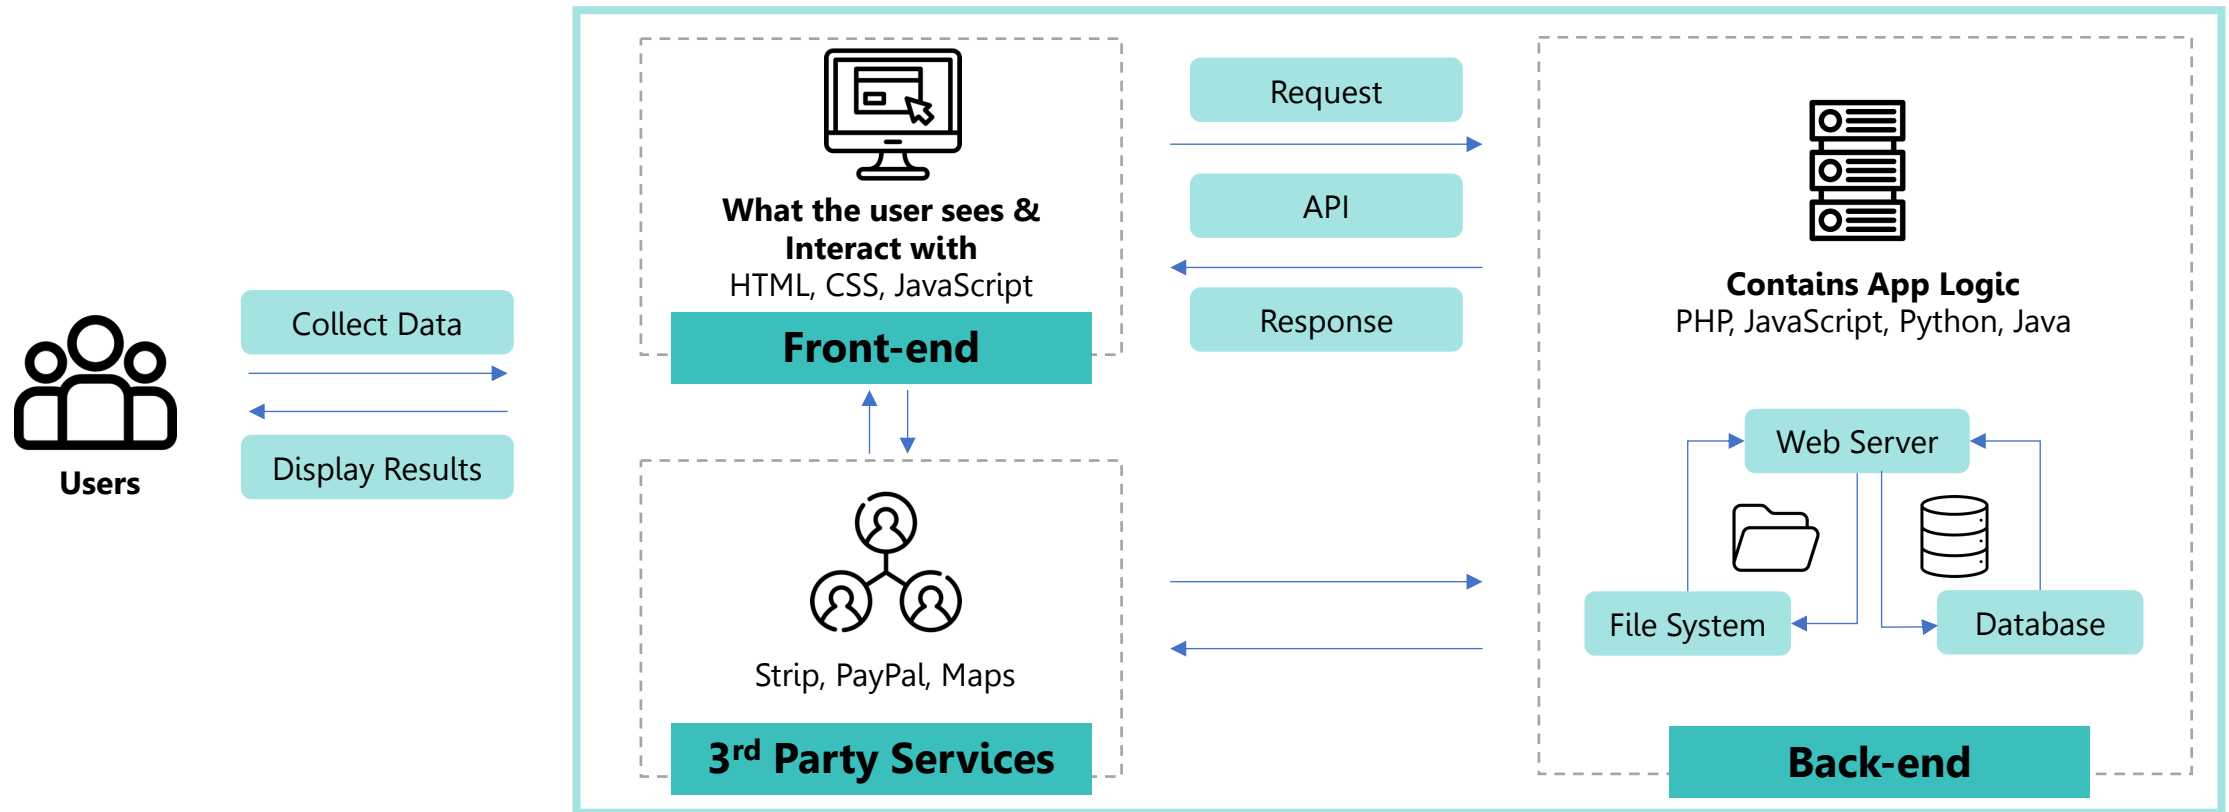 Users
Collect Data
Display Results
What the user sees &
Interact with
HTML, CSS, JavaScript
Front-end
Request
API
Response
Strip, PayPal, Maps
3rd Party Services
Contains App Logic
PHP, JavaScript, Python, Java
Web Server
File System
Database
Back-end